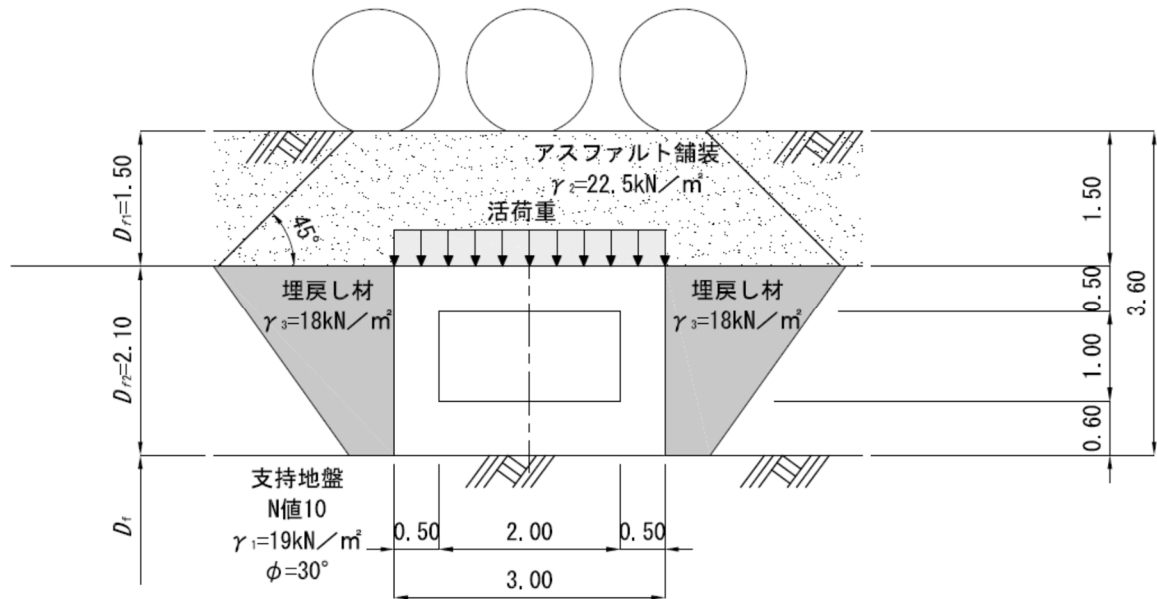 アスファルト舗装
γ₂=22.5kN／㎡
活荷重
45°
Dr1=1.50
1.50
埋戻し材
γ₃=18kN／㎡
埋戻し材
γ₃=18kN／㎡
0.50
3.60
Dr2=2.10
1.00
0.60
支持地盤
N値10
γ₁=19kN／㎡
φ=30°
Df
0.50
2.00
0.50
3.00